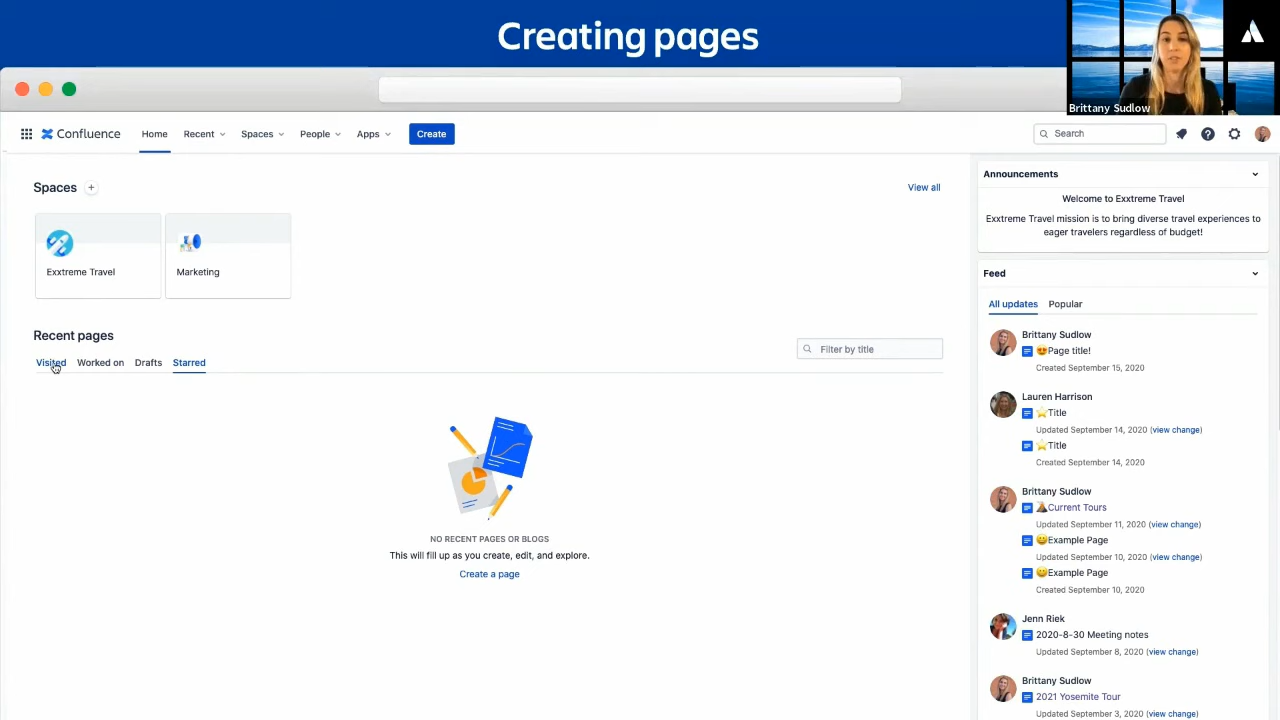 Creating pages
Brittany Sudlow
Confluence
Home
Recent
Spaces
People
Apps
Create
Search
Spaces
View all
Exxtreme Travel
Marketing
Recent pages
Visited
Worked on
Drafts
Starred
Filter by title
NO RECENT PAGES OR BLOGS
This will fill up as you create, edit, and explore.
Create a page
Announcements
Welcome to Exxtreme Travel
Exxtreme Travel mission is to bring diverse travel experiences to
eager travelers regardless of budget!
Feed
All updates
Popular
Brittany Sudlow
Page title!
Created September 15, 2020
Lauren Harrison
Title
Updated September 14, 2020 (view change)
Title
Created September 14, 2020
Brittany Sudlow
Current Tours
Updated September 11, 2020 (view change)
Example Page
Updated September 10, 2020 (view change)
Example Page
Created September 10, 2020
Jenn Riek
2020-8-30 Meeting notes
Updated September 8, 2020 (view change)
Brittany Sudlow
2021 Yosemite Tour
Updated September 3, 2020 (view change)